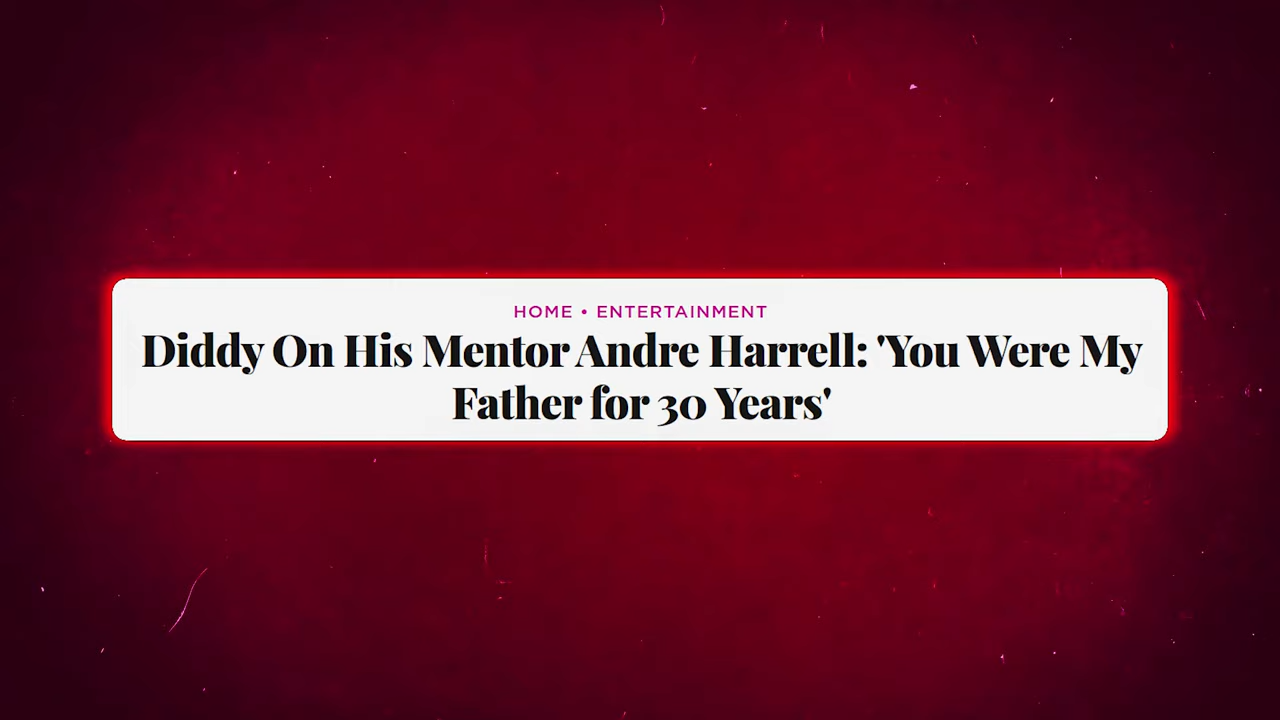 HOME • ENTERTAINMENT
Diddy On His Mentor Andre Harrell: 'You Were My
Father for 30 Years'